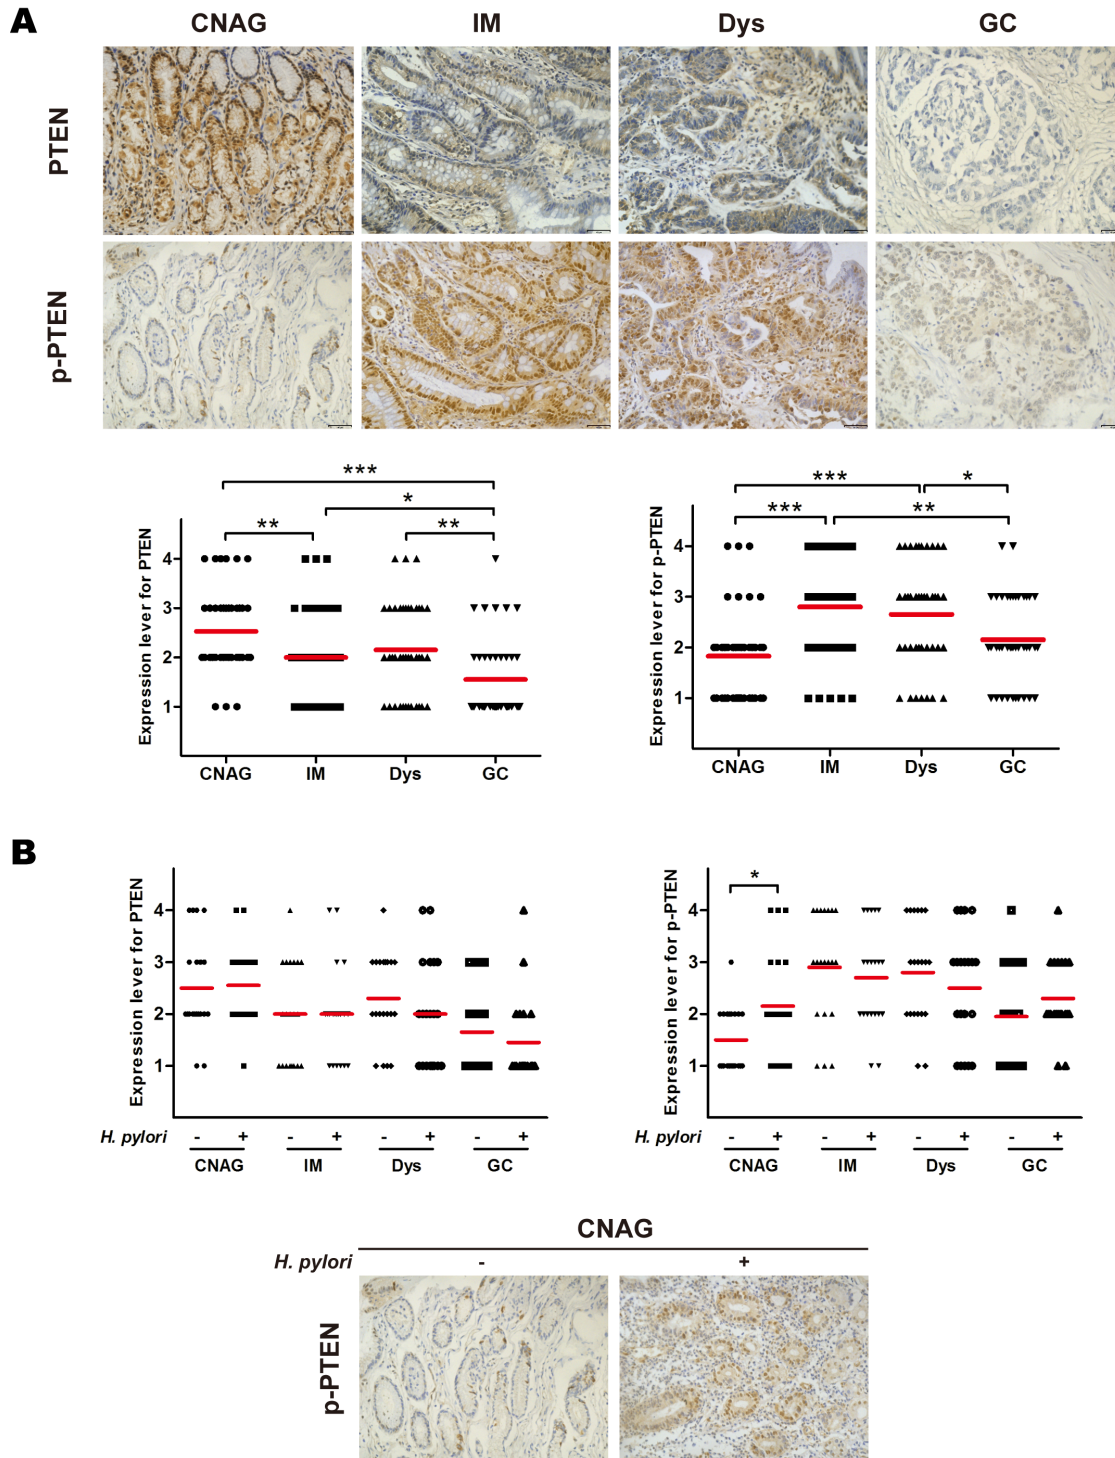 A
CNAG IM Dys GC
PTEN
p-PTEN
Expression lever for PTEN
4
3
2
1
*** * ** **
CNAG IM Dys GC
Expression lever for p-PTEN
4
3
2
1
*** * *** **
CNAG IM Dys GC
B
Expression lever for PTEN
4
3
2
1
H. pylori - + - + - + - +
CNAG IM Dys GC
Expression lever for p-PTEN
4
3
2
1
*
H. pylori - + - + - + - +
CNAG IM Dys GC
CNAG
H. pylori - +
p-PTEN